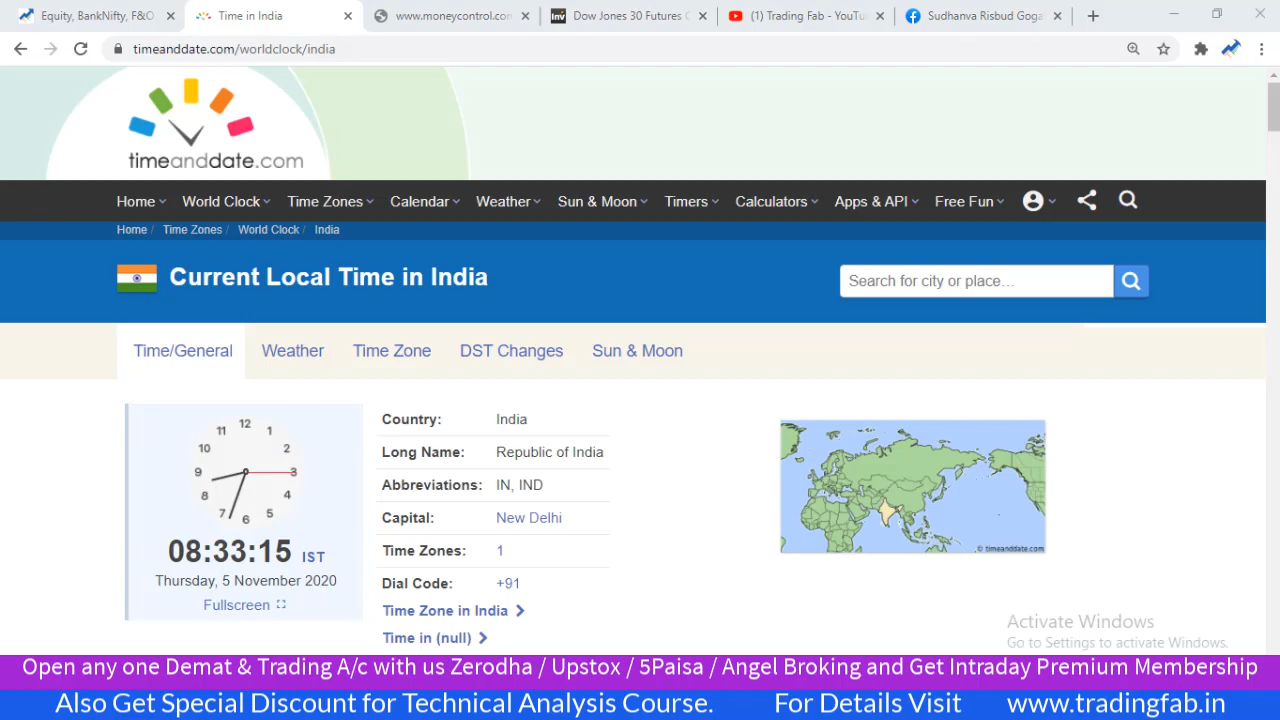 Equity, BankNifty, F&O
Time in India
www.moneycontrol.com
Dow Jones 30 Futures
(1) Trading Fab - YouTu
Sudhanva Risbud Goga
timeanddate.com/worldclock/india
timeanddate.com
Home World Clock Time Zones Calendar Weather Sun & Moon Timers Calculators Apps & API Free Fun
Home / Time Zones / World Clock / India
Current Local Time in India
Search for city or place…
Time/General Weather Time Zone DST Changes Sun & Moon
12 1 2 3 4 5 6 7 8 9 10 11
08:33:15 IST
Thursday, 5 November 2020
Fullscreen
Country: India
Long Name: Republic of India
Abbreviations: IN, IND
Capital: New Delhi
Time Zones: 1
Dial Code: +91
Time Zone in India
Time in (null)
© timeanddate.com
Activate Windows
Go to Settings to activate Windows.
Open any one Demat & Trading A/c with us Zerodha / Upstox / 5Paisa / Angel Broking and Get Intraday Premium Membership
Also Get Special Discount for Technical Analysis Course. For Details Visit www.tradingfab.in